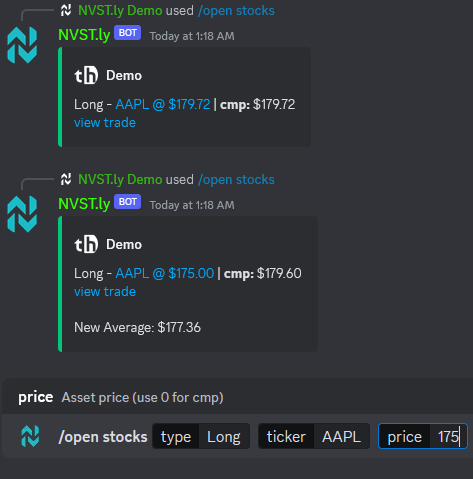 NVST.ly Demo used /open stocks
NVST.ly BOT Today at 1:18 AM
th Demo
Long - AAPL @ $179.72 | cmp: $179.72
view trade
NVST.ly Demo used /open stocks
NVST.ly BOT Today at 1:18 AM
th Demo
Long - AAPL @ $175.00 | cmp: $179.60
view trade
New Average: $177.36
price Asset price (use 0 for cmp)
/open stocks type Long ticker AAPL price 175